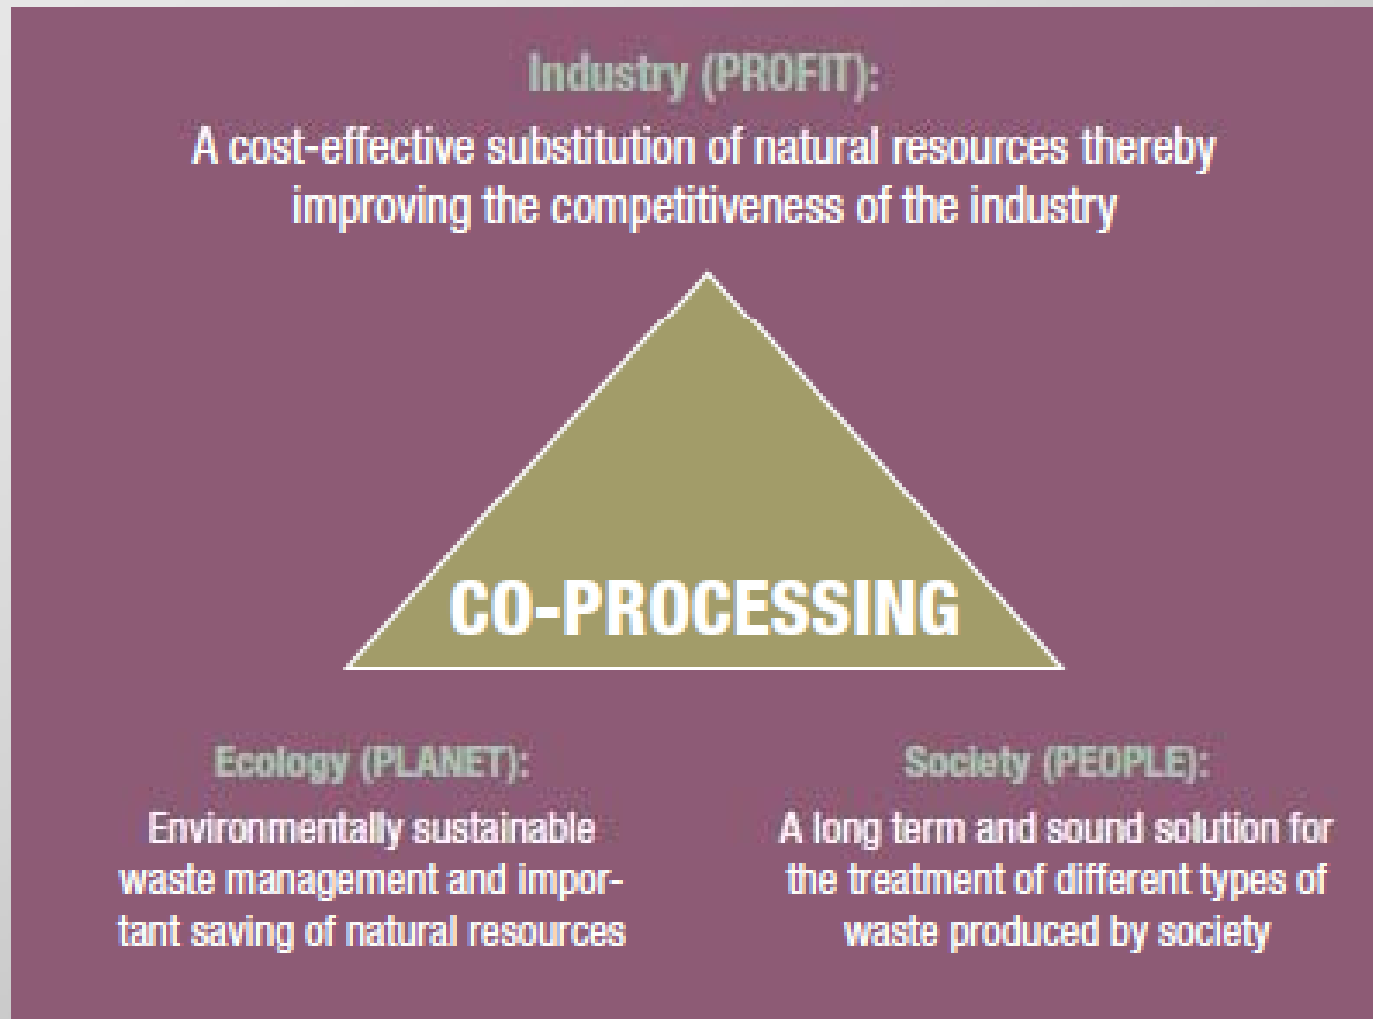 Industry (PROFIT):
A cost-effective substitution of natural resources thereby
improving the competitiveness of the industry
CO-PROCESSING
Ecology (PLANET):
Environmentally sustainable
waste management and impor-
tant saving of natural resources
Society (PEOPLE):
A long term and sound solution for
the treatment of different types of
waste produced by society